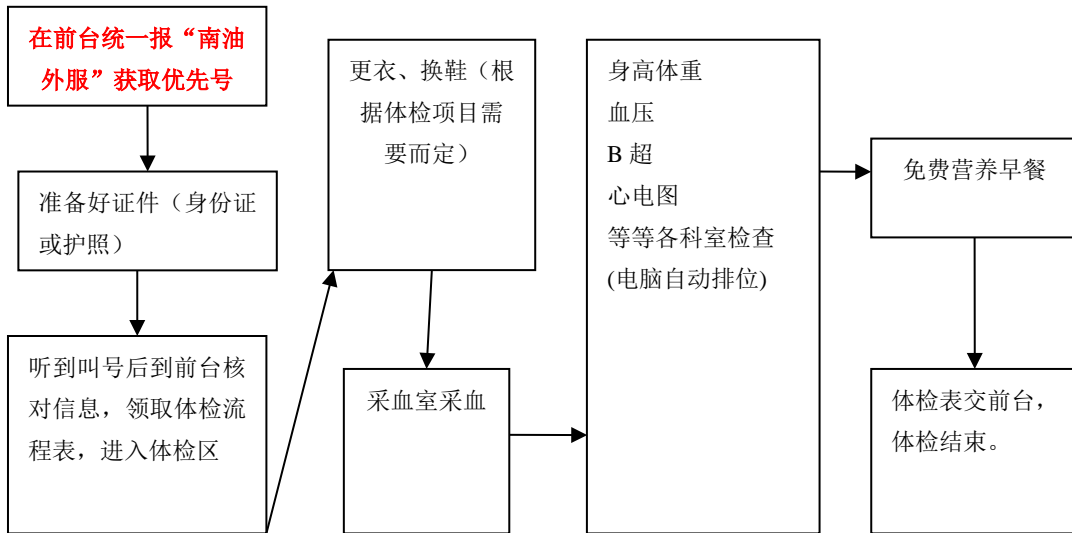 在前台统一报“南油
外服”获取优先号
准备好证件（身份证
或护照）
听到叫号后到前台核
对信息，领取体检流
程表，进入体检区
更衣、换鞋（根
据体检项目需
要而定）
采血室采血
身高体重
血压
B 超
心电图
等等各科室检查
(电脑自动排位)
免费营养早餐
体检表交前台，
体检结束。